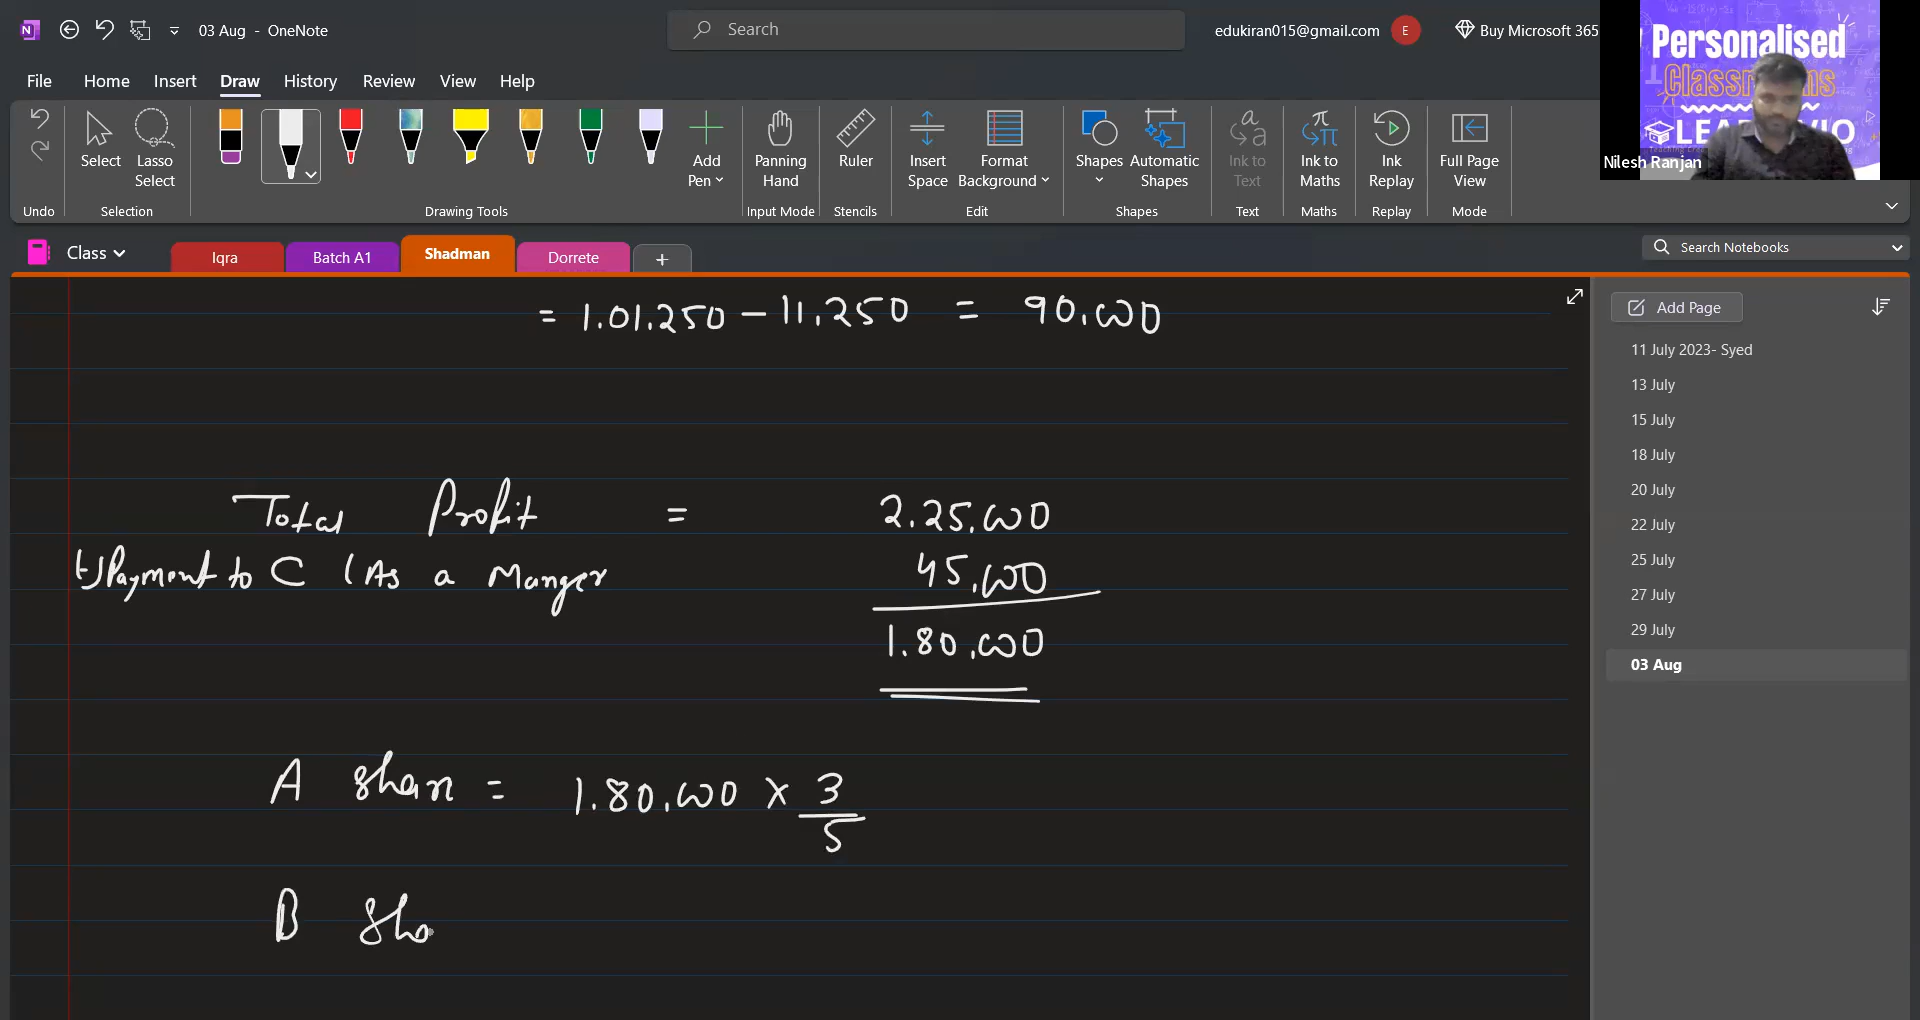 03 Aug - OneNote
Search
edukiran015@gmail.com
E
Buy Microsoft 365
Personalised
Classrooms
Nilesh Ranjan
File Home Insert Draw History Review View Help
Select
Lasso Select
Add Pen
Panning Hand
Ruler
Insert Space
Format Background
Shapes
Automatic Shapes
Ink to Text
Ink to Maths
Ink Replay
Full Page View
Undo Selection Drawing Tools Input Mode Stencils Edit Shapes Text Maths Replay Mode
Class Iqra Batch A1 Shadman Dorrete +
Search Notebooks
= 1.01.250 - 11.250 = 90.000
Total Profit = 2.25.000
(-) Payment to C (As a Manger 45.000
1.80.000
A share = 1.80.000 × 3/5
B Sha
Add Page
11 July 2023- Syed
13 July
15 July
18 July
20 July
22 July
25 July
27 July
29 July
03 Aug